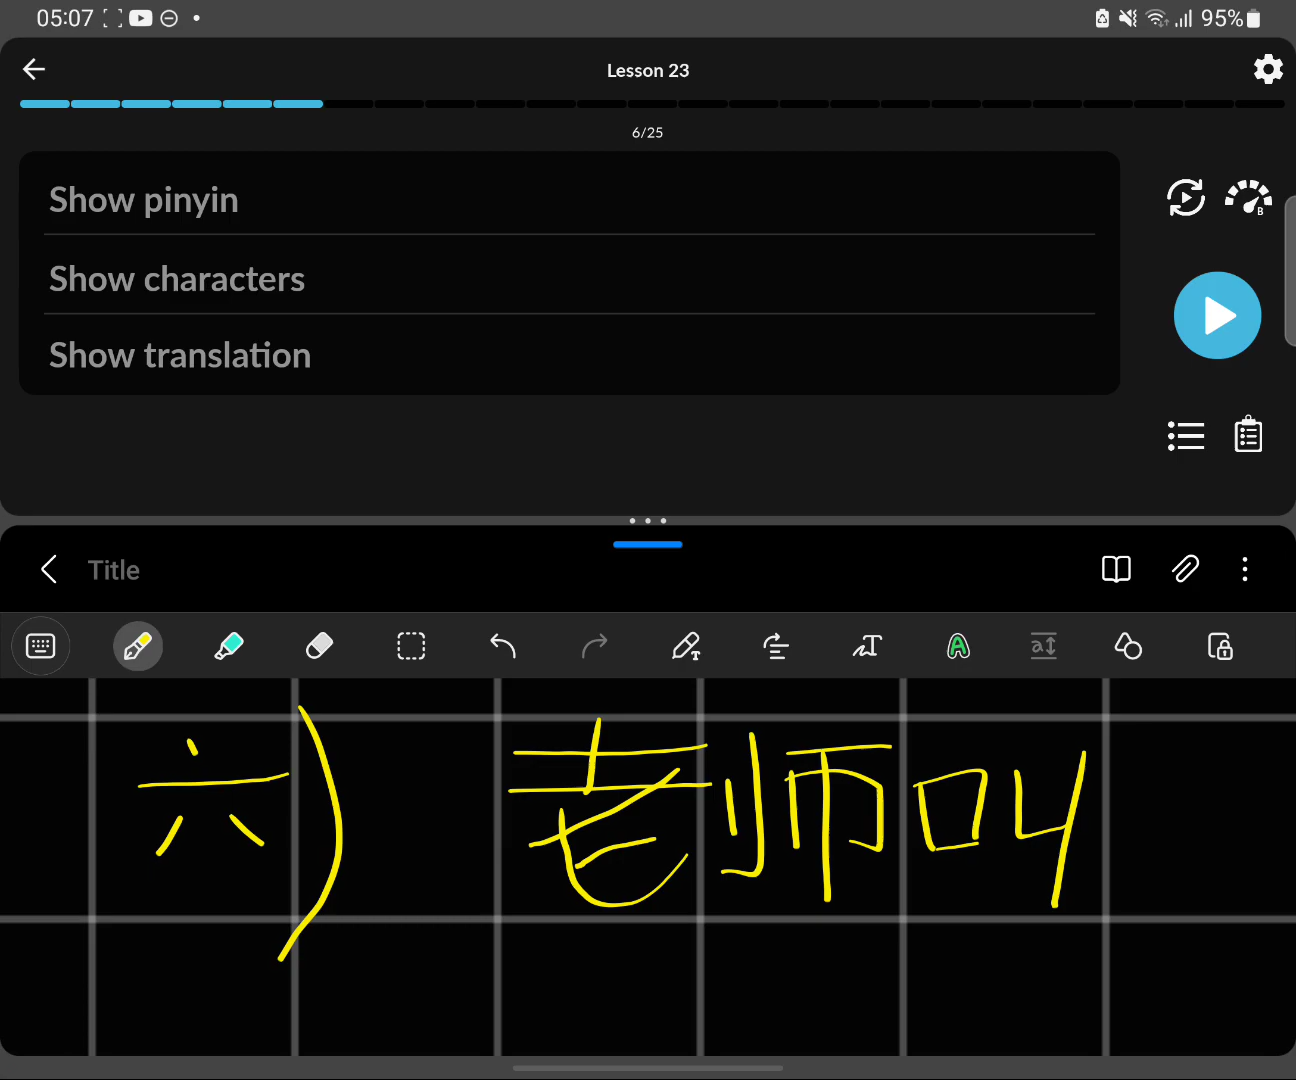 05:07
95%
Lesson 23
6/25
Show pinyin
B
Show characters
Show translation
Title
T
T
A
a
六) 老师叫